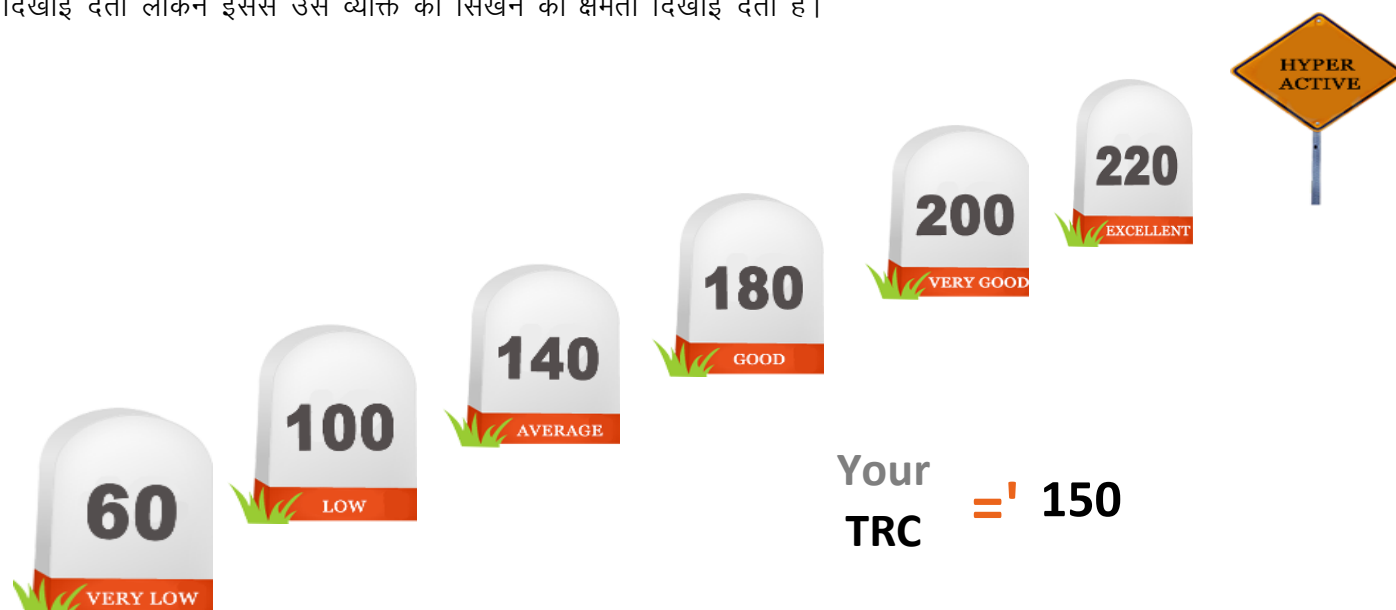 दिखाई देता लेकिन इससे उस व्यक्ति की सिखने की क्षमता दिखाई देती है।
HYPER
ACTIVE
220
EXCELLENT
200
VERY GOOD
180
GOOD
140
AVERAGE
100
LOW
60
VERY LOW
Your
TRC
=' 150